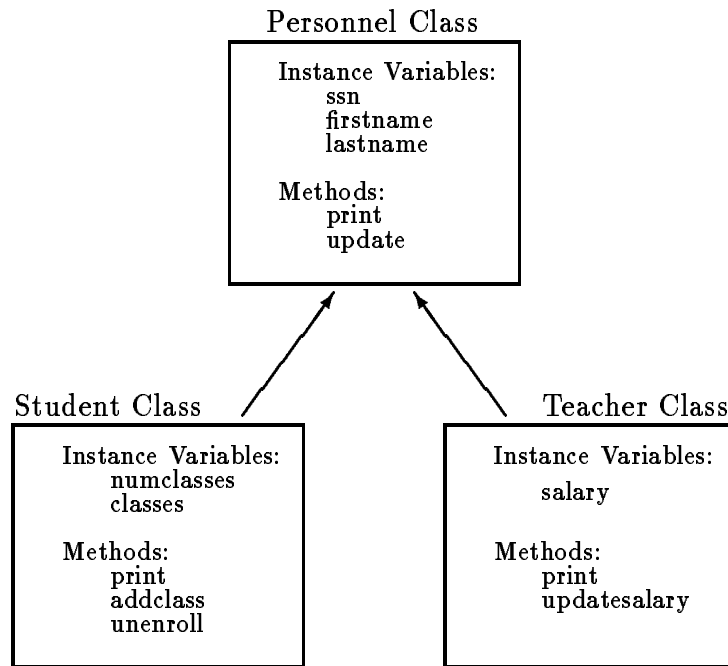 Personnel Class
Instance Variables:
ssn
firstname
lastname
Methods:
print
update
Student Class
Instance Variables:
numclasses
classes
Methods:
print
addclass
unenroll
Teacher Class
Instance Variables:
salary
Methods:
print
updatesalary